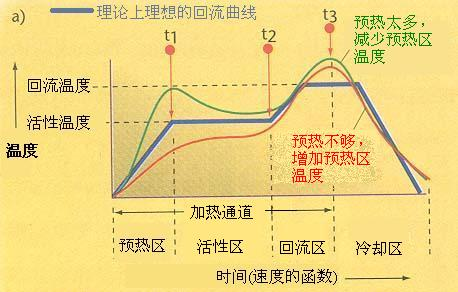 a)
理论上理想的回流曲线
t1
t2
t3
预热太多，
减少预热区
温度
回流温度
活性温度
温度
预热不够，
增加预热区
温度
加热通道
预热区
活性区
回流区
冷却区
时间(速度的函数)